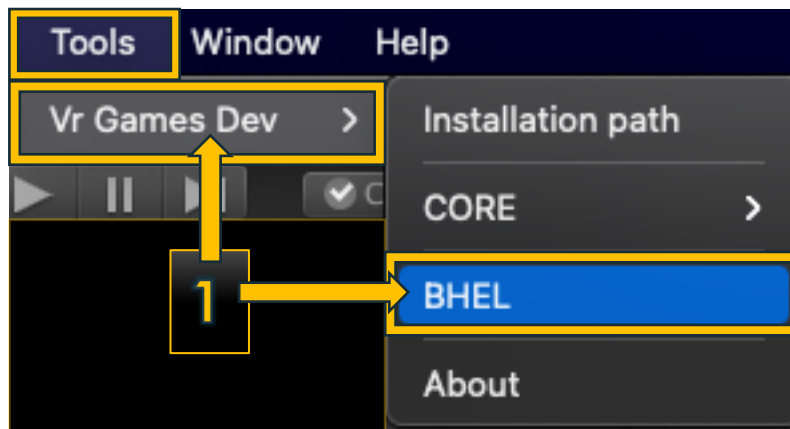 Tools Window Help
Vr Games Dev > Installation path
CORE >
1
BHEL
About